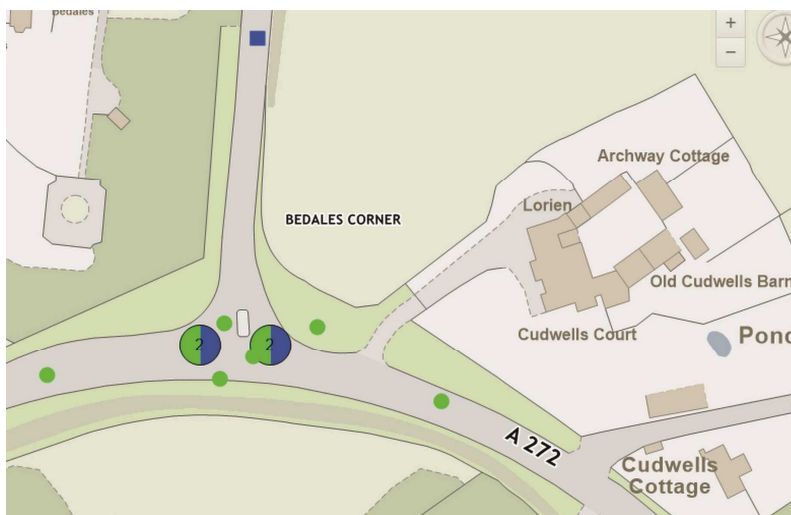 Bedales
+
−
Archway Cottage
Lorien
BEDALES CORNER
Old Cudwells Barn
Cudwells Court
Pond
2
2
A 272
Cudwells
Cottage